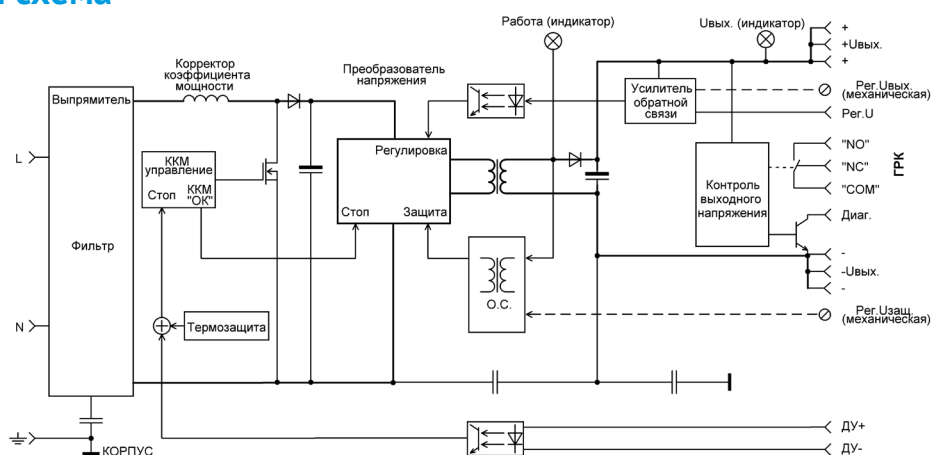 схема
Работа (индикатор)
Uвых. (индикатор)
+
+Uвых.
+
Корректор
коэффициента
мощности
Преобразователь
напряжения
Выпрямитель
Усилитель
обратной
связи
Рег.Uвых.
(механическая)
Рег.U
L
ККМ
управление
Стоп
ККМ
"ОК"
Регулировка
Стоп
Защита
Контроль
выходного
напряжения
"NO"
"NC"
"COM"
ГРК
Диаг.
-
-Uвых.
-
Фильтр
О.С.
N
Термозащита
Рег.Uзащ.
(механическая)
КОРПУС
ДУ+
ДУ-